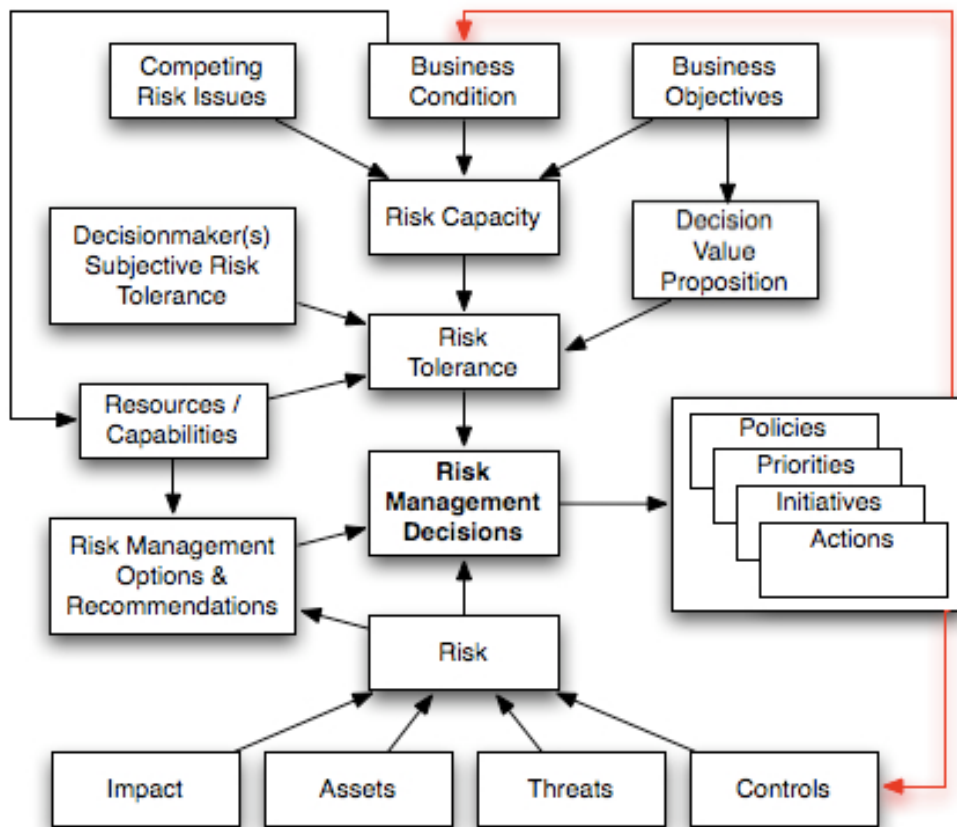 Competing
Risk Issues
Business
Condition
Business
Objectives
Risk Capacity
Decisionmaker(s)
Subjective Risk
Tolerance
Decision
Value
Proposition
Risk
Tolerance
Resources /
Capabilities
Policies
Priorities
Initiatives
Actions
Risk
Management
Decisions
Risk Management
Options &
Recommendations
Risk
Impact
Assets
Threats
Controls